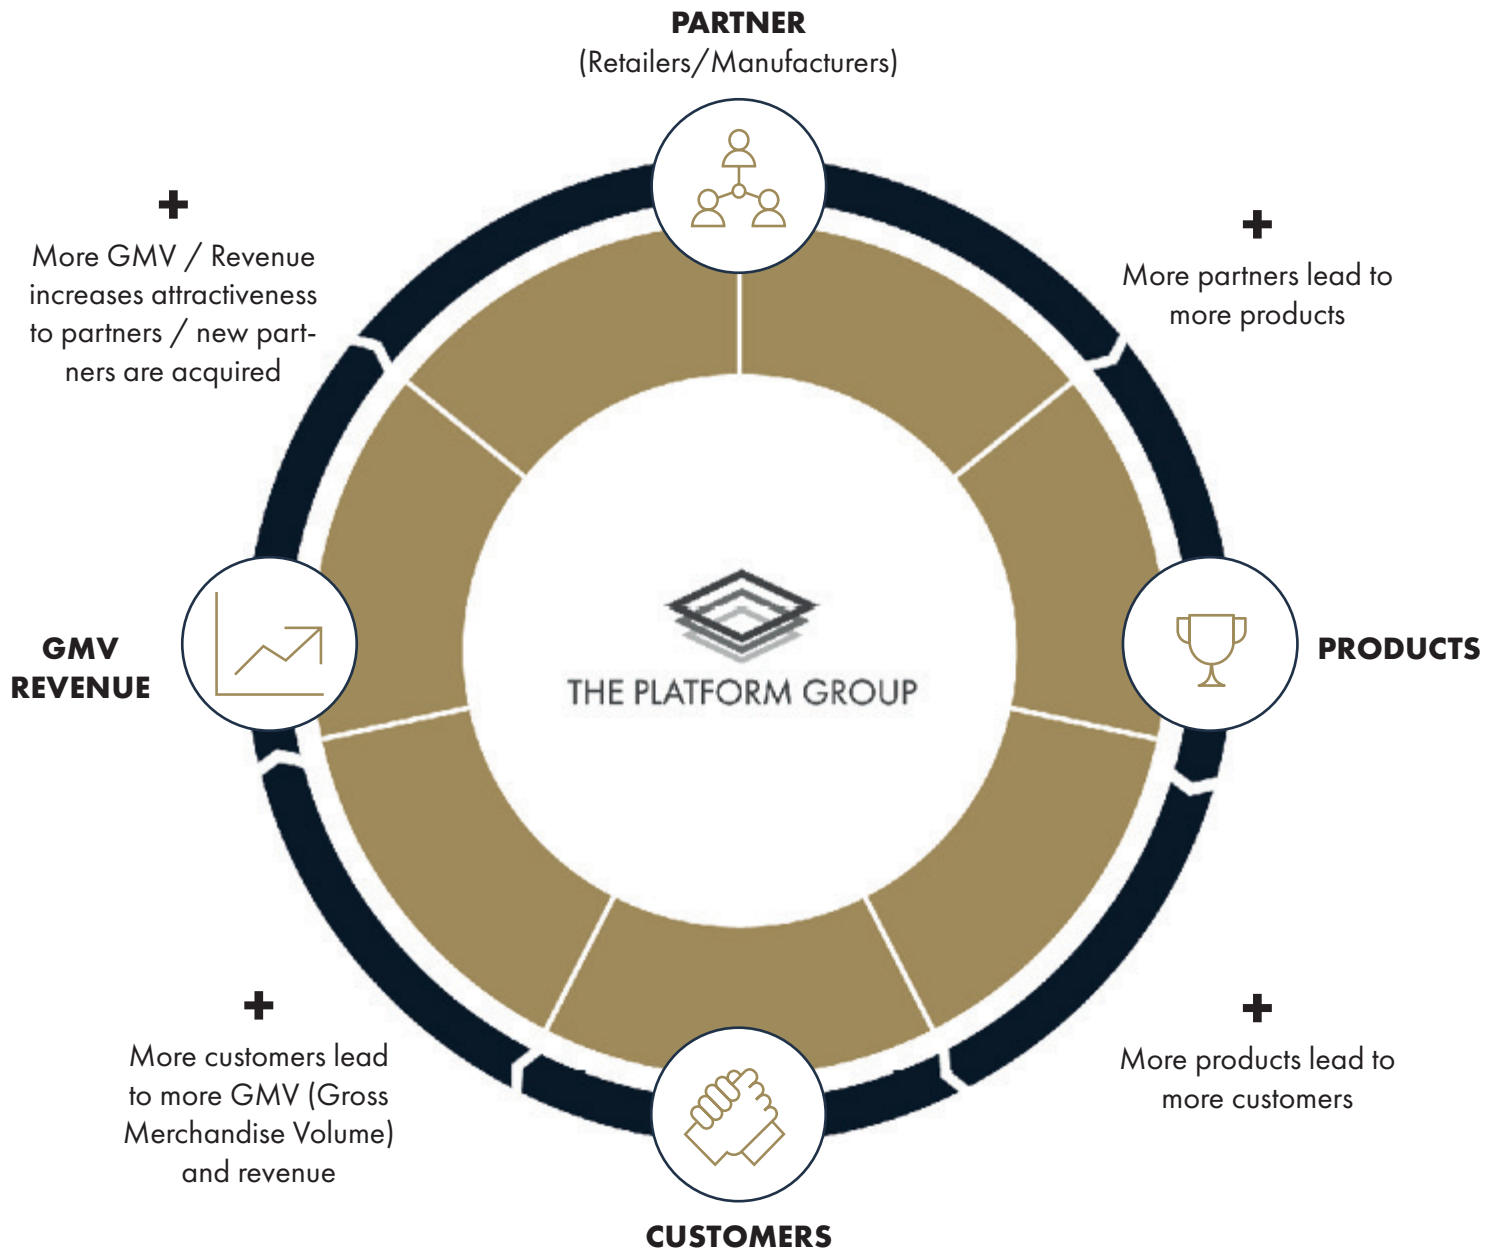 PARTNER
(Retailers/Manufacturers)
+
More GMV / Revenue
increases attractiveness
to partners / new part-
ners are acquired
+
More partners lead to
more products
GMV
REVENUE
THE PLATFORM GROUP
PRODUCTS
+
More customers lead
to more GMV (Gross
Merchandise Volume)
and revenue
+
More products lead to
more customers
CUSTOMERS